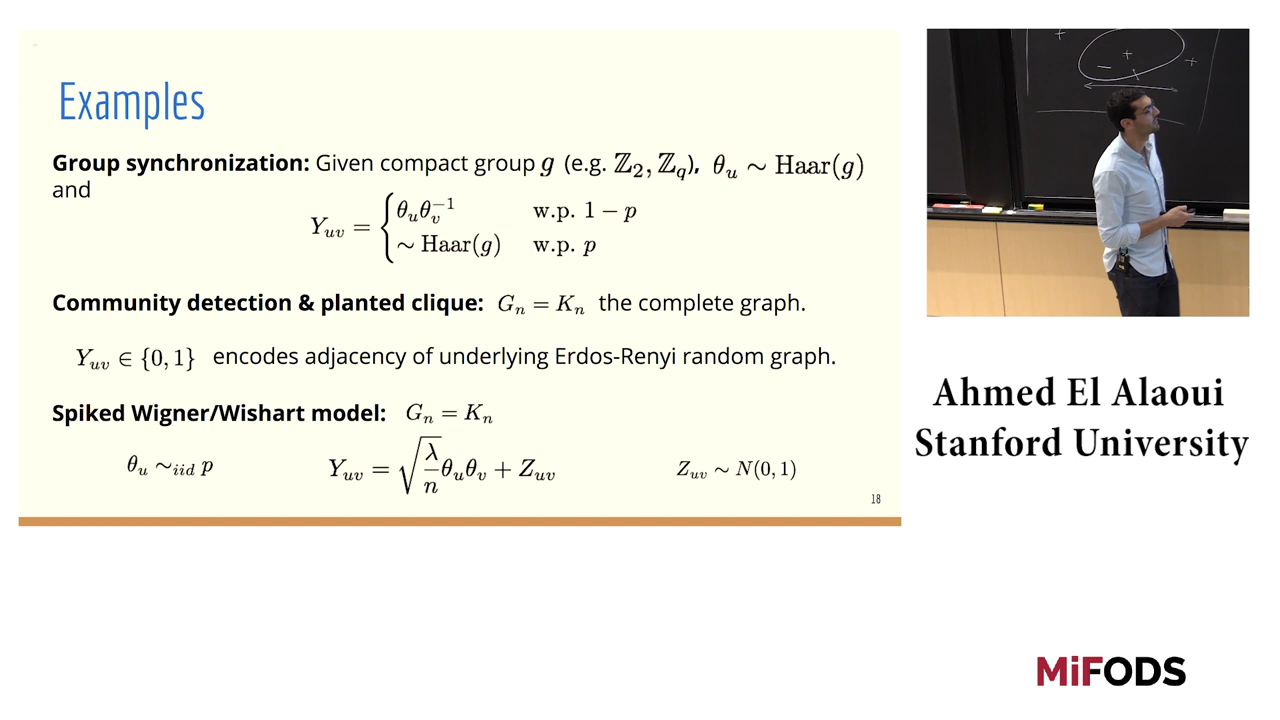 Examples
Group synchronization: Given compact group g (e.g. ℤ₂, ℤ_q), θ_u ∼ Haar(g)
and
Y_uv = { θ_u θ_v^{-1} w.p. 1 − p
∼ Haar(g) w.p. p
Community detection & planted clique: G_n = K_n the complete graph.
Y_uv ∈ {0, 1} encodes adjacency of underlying Erdos-Renyi random graph.
Spiked Wigner/Wishart model: G_n = K_n
θ_u ∼_iid p Y_uv = √(λ/n) θ_u θ_v + Z_uv Z_uv ∼ N(0, 1)
18
Ahmed El Alaoui
Stanford University
MiFODS